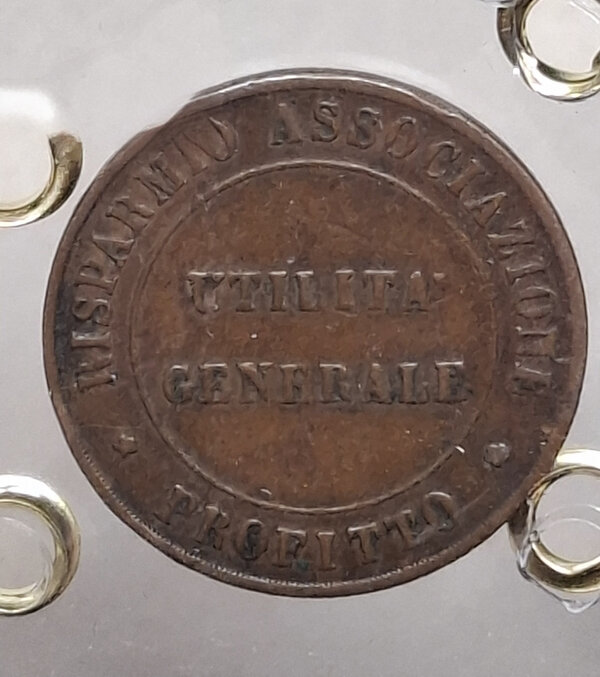 RISPARMIO ASSOCIAZIONE
UTILITA'
GENERALE
PROFITTO